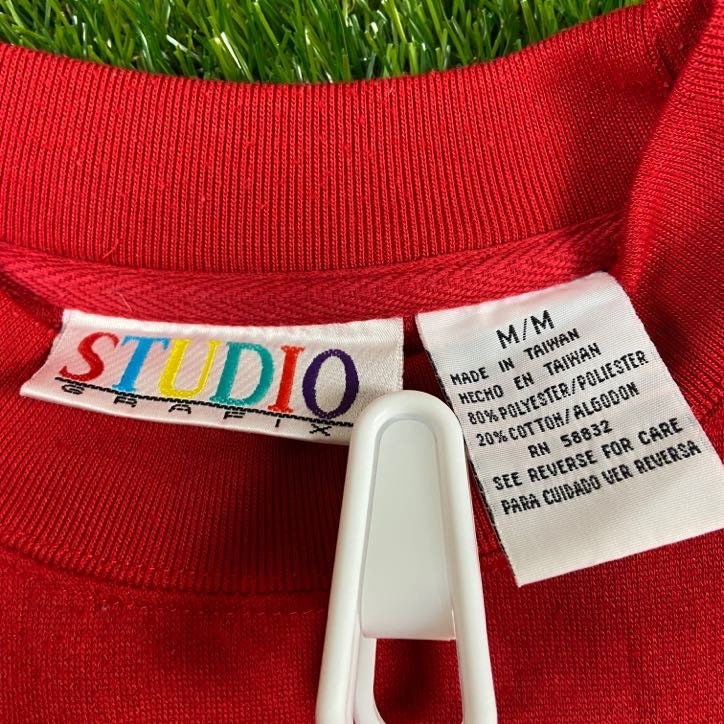 STUDIO
GRAFIX
M/M
MADE IN TAIWAN
HECHO EN TAIWAN
80% POLYESTER/POLIESTER
20% COTTON/ALGODON
RN 58832
SEE REVERSE FOR CARE
PARA CUIDADO VER REVERSA